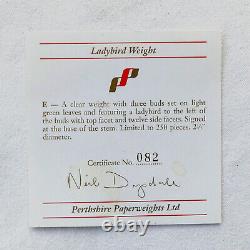 Ladybird Weight
E — A clear weight with three buds set on light
green leaves and featuring a ladybird to the left of
the buds with top facet and twelve side facets. Signed
at the base of the stem. Limited to 250 pieces. 2½"
diameter.
Certificate No. 082
Neil Drysdale
Perthshire Paperweights Ltd